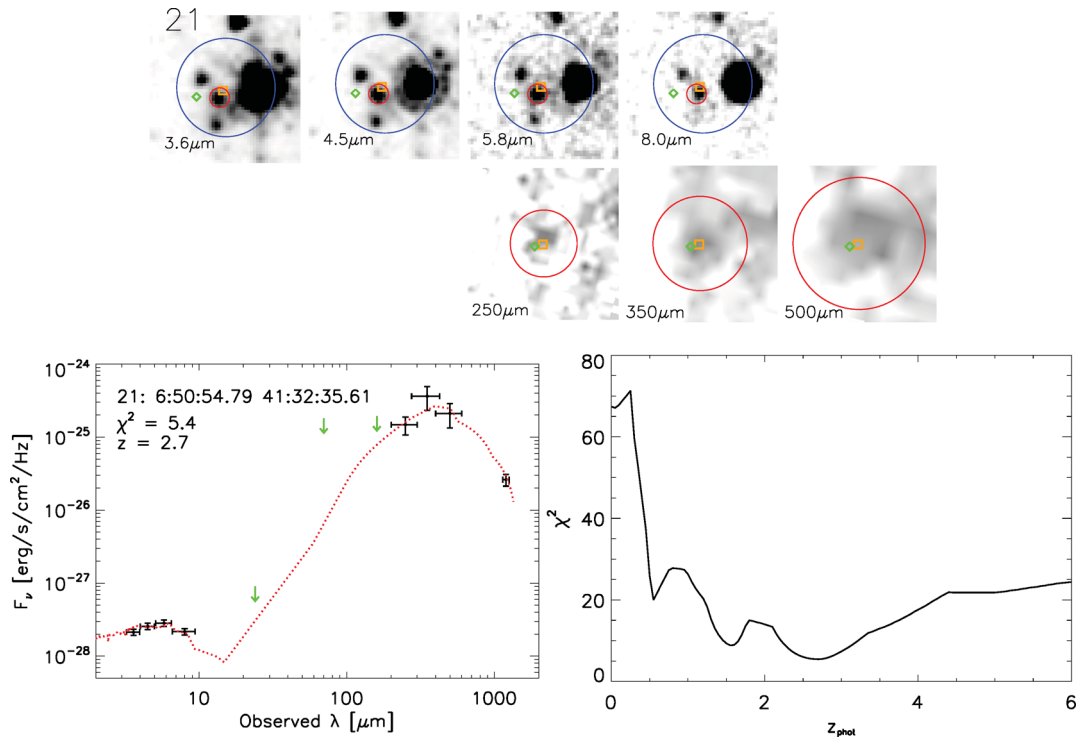 21
3.6μm
4.5μm
5.8μm
8.0μm
250μm
350μm
500μm
10⁻²⁴
10⁻²⁵
10⁻²⁶
10⁻²⁷
10⁻²⁸
F_ν [erg/s/cm²/Hz]
21: 6:50:54.79 41:32:35.61
χ² = 5.4
z = 2.7
10
100
1000
Observed λ [μm]
80
60
40
20
0
χ²
0
2
4
6
z_phot